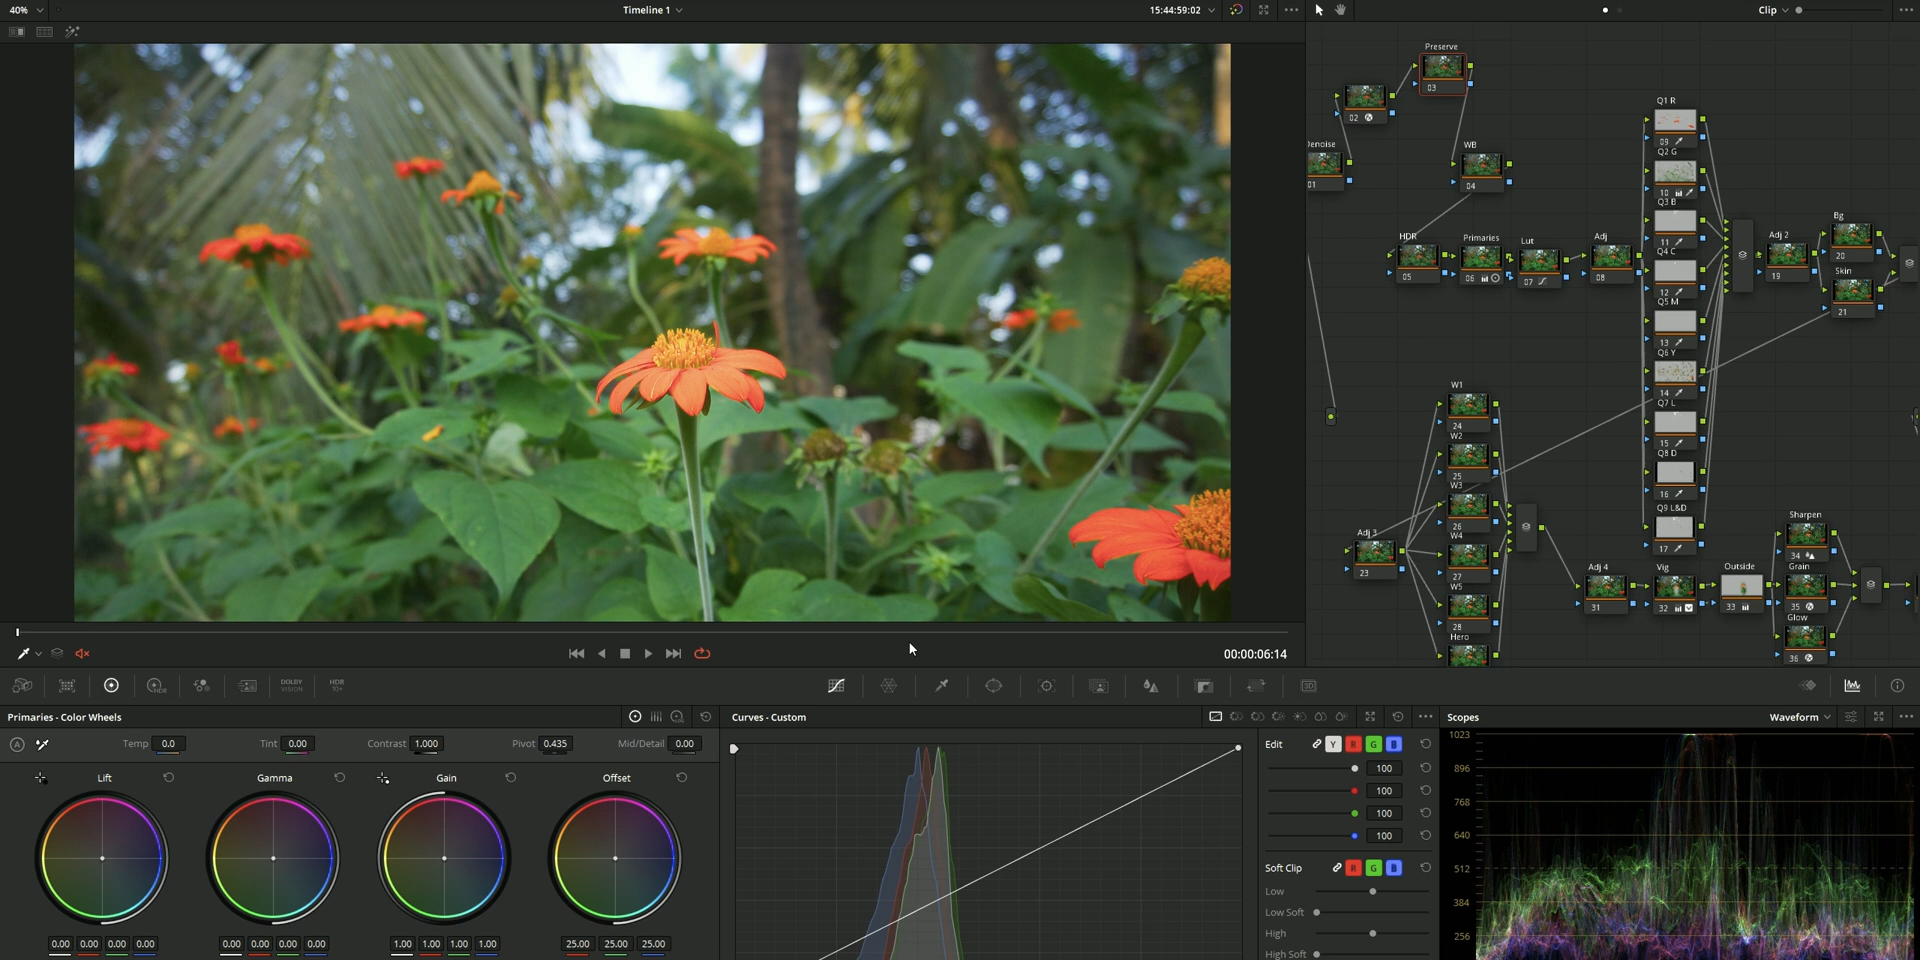 40%
Timeline 1
15:44:59:02
Clip
Preserve
03
02
Denoise
01
WB
04
HDR
05
Primaries
06
Lut
07
Adj
08
Q1 R
09
Q2 G
10
Q3 B
11
Q4 C
12
Q5 M
13
Q6 Y
14
Q7 L
15
Q8 D
16
Q9 L&D
17
Adj 2
19
Bg
20
Skin
21
W1
24
W2
25
W3
26
W4
27
W5
28
Hero
Adj 3
23
Adj 4
31
Vig
32
Outside
33
Sharpen
34
Grain
35
Glow
36
00:00:06:14
HDR
DOLBY
VISION
HDR
10+
3D
Primaries - Color Wheels
A
Temp 0.0
Tint 0.00
Contrast 1.000
Pivot 0.435
Mid/Detail 0.00
Lift
Gamma
Gain
Offset
0.00 0.00 0.00 0.00
0.00 0.00 0.00 0.00
1.00 1.00 1.00 1.00
25.00 25.00 25.00
Curves - Custom
Edit
Y R G B
100
100
100
100
Soft Clip
R G B
Low
Low Soft
High
High Soft
Scopes
Waveform
1023
896
768
640
512
384
256